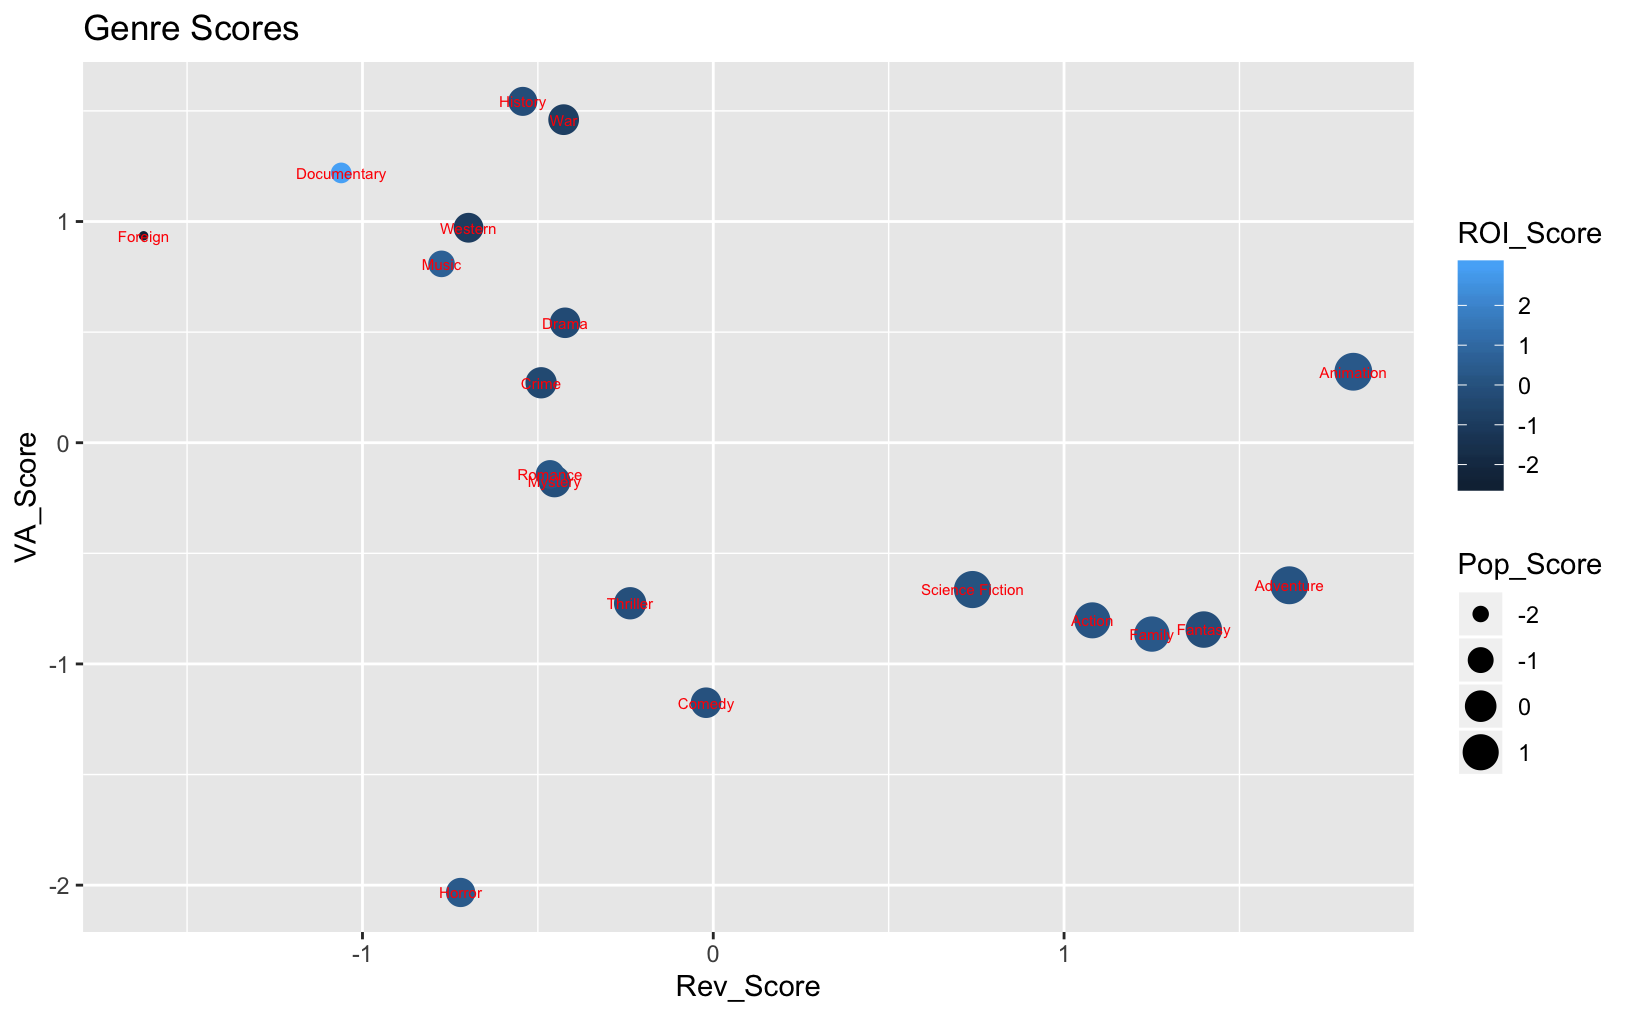 Genre Scores
History
War
Documentary
Foreign
Western
Music
Drama
Crime
Animation
Romance
Mystery
Science Fiction
Thriller
Adventure
Action
Family
Fantasy
Comedy
Horror
1
0
-1
-2
VA_Score
-1
0
1
Rev_Score
ROI_Score
2
1
0
-1
-2
Pop_Score
-2
-1
0
1